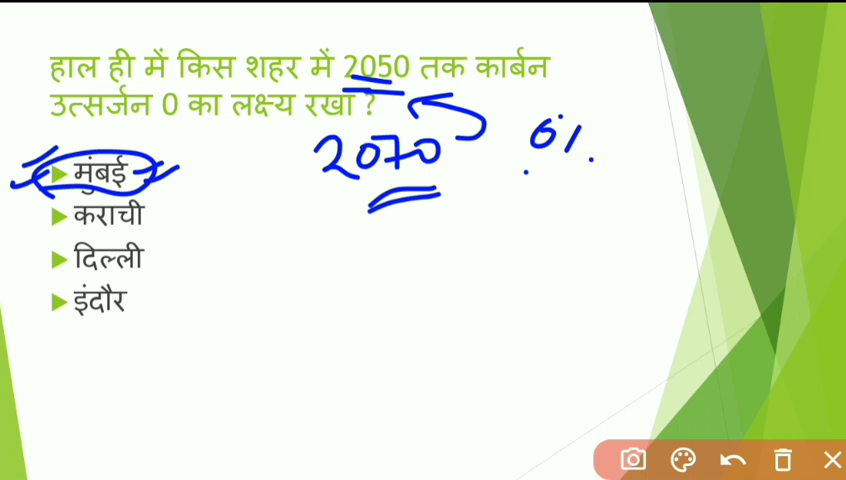 हाल ही में किस शहर में 2050 तक कार्बन
उत्सर्जन 0 का लक्ष्य रखा ?
2070
0%
मुंबई
कराची
दिल्ली
इंदौर